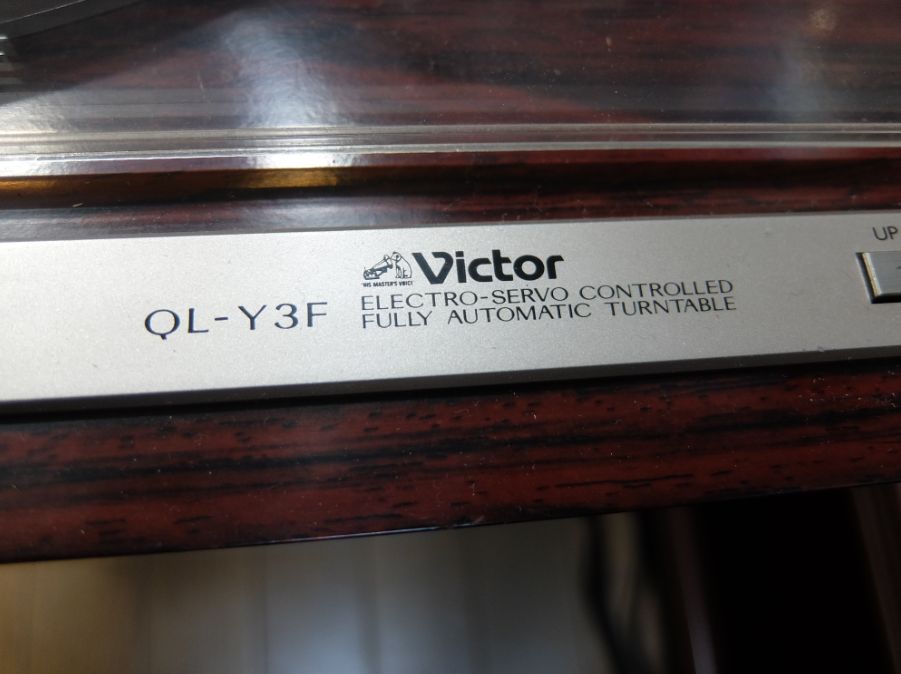 UP
Victor
"HIS MASTER'S VOICE"
QL-Y3F
ELECTRO-SERVO CONTROLLED
FULLY AUTOMATIC TURNTABLE